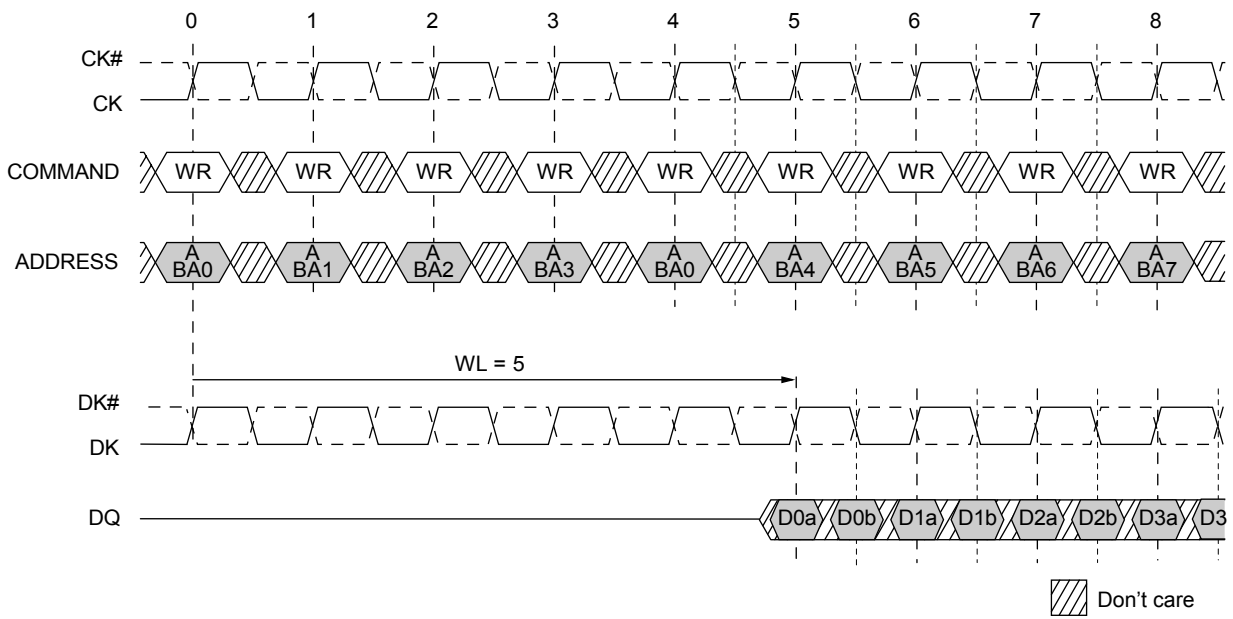 0 1 2 3 4 5 6 7 8
CK#
CK
COMMAND WR WR WR WR WR WR WR WR WR
A A A A A A A A A
ADDRESS BA0 BA1 BA2 BA3 BA0 BA4 BA5 BA6 BA7
WL = 5
DK#
DK
DQ D0a D0b D1a D1b D2a D2b D3a D3
Don't care